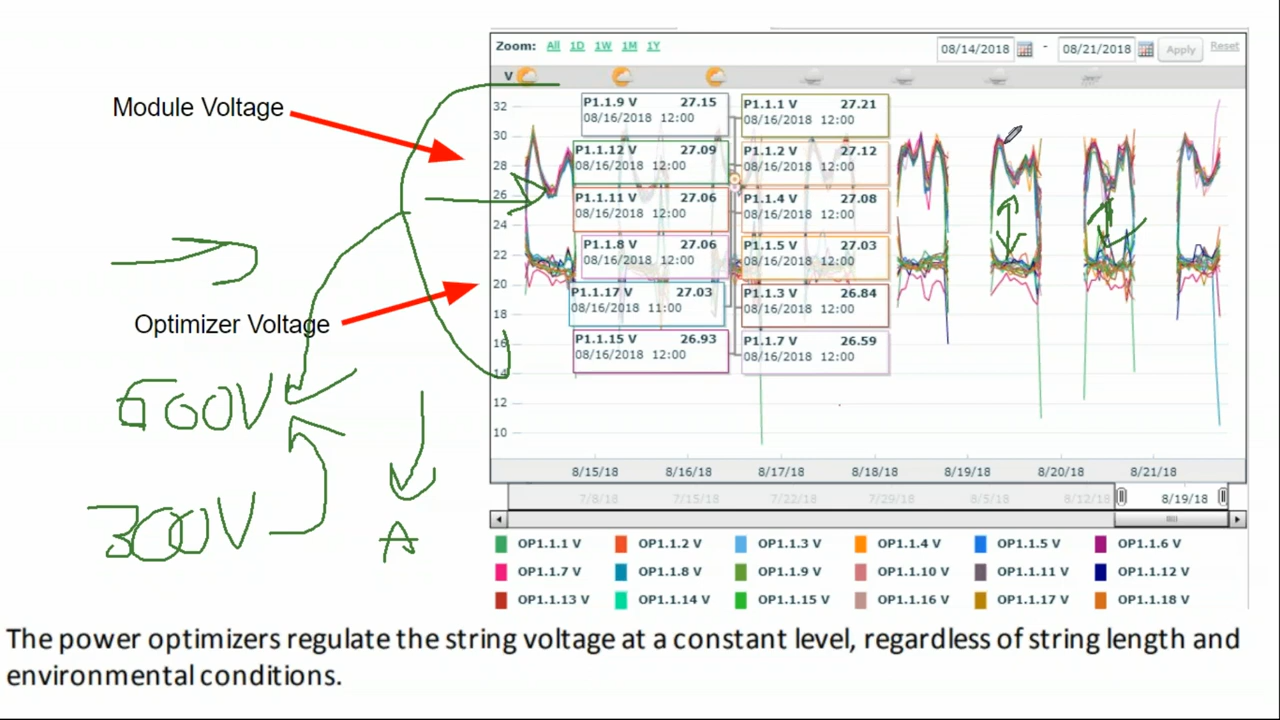 Zoom: All 1D 1W 1M 1Y 08/14/2018 - 08/21/2018 Apply Reset
V
32
30
28
26
24
22
20
16
14
12
10
Module Voltage
Optimizer Voltage
600V
300V
A
P1.1.9 V 27.15
08/16/2018 12:00
P1.1.1 V 27.21
08/16/2018 12:00
P1.1.12 V 27.09
08/16/2018 12:00
P1.1.2 V 27.12
08/16/2018 12:00
P1.1.11 V 27.06
08/16/2018 12:00
P1.1.4 V 27.08
08/16/2018 12:00
P1.1.8 V 27.06
08/16/2018 12:00
P1.1.5 V 27.03
08/16/2018 12:00
P1.1.17 V 27.03
08/16/2018 11:00
P1.1.3 V 26.84
08/16/2018 12:00
P1.1.15 V 26.93
08/16/2018 12:00
P1.1.7 V 26.59
08/16/2018 12:00
8/15/18 8/16/18 8/17/18 8/18/18 8/19/18 8/20/18 8/21/18
7/8/18 7/15/18 7/22/18 7/29/18 8/5/18 8/12/18 8/19/18
OP1.1.1 V OP1.1.2 V OP1.1.3 V OP1.1.4 V OP1.1.5 V OP1.1.6 V
OP1.1.7 V OP1.1.8 V OP1.1.9 V OP1.1.10 V OP1.1.11 V OP1.1.12 V
OP1.1.13 V OP1.1.14 V OP1.1.15 V OP1.1.16 V OP1.1.17 V OP1.1.18 V
The power optimizers regulate the string voltage at a constant level, regardless of string length and
environmental conditions.